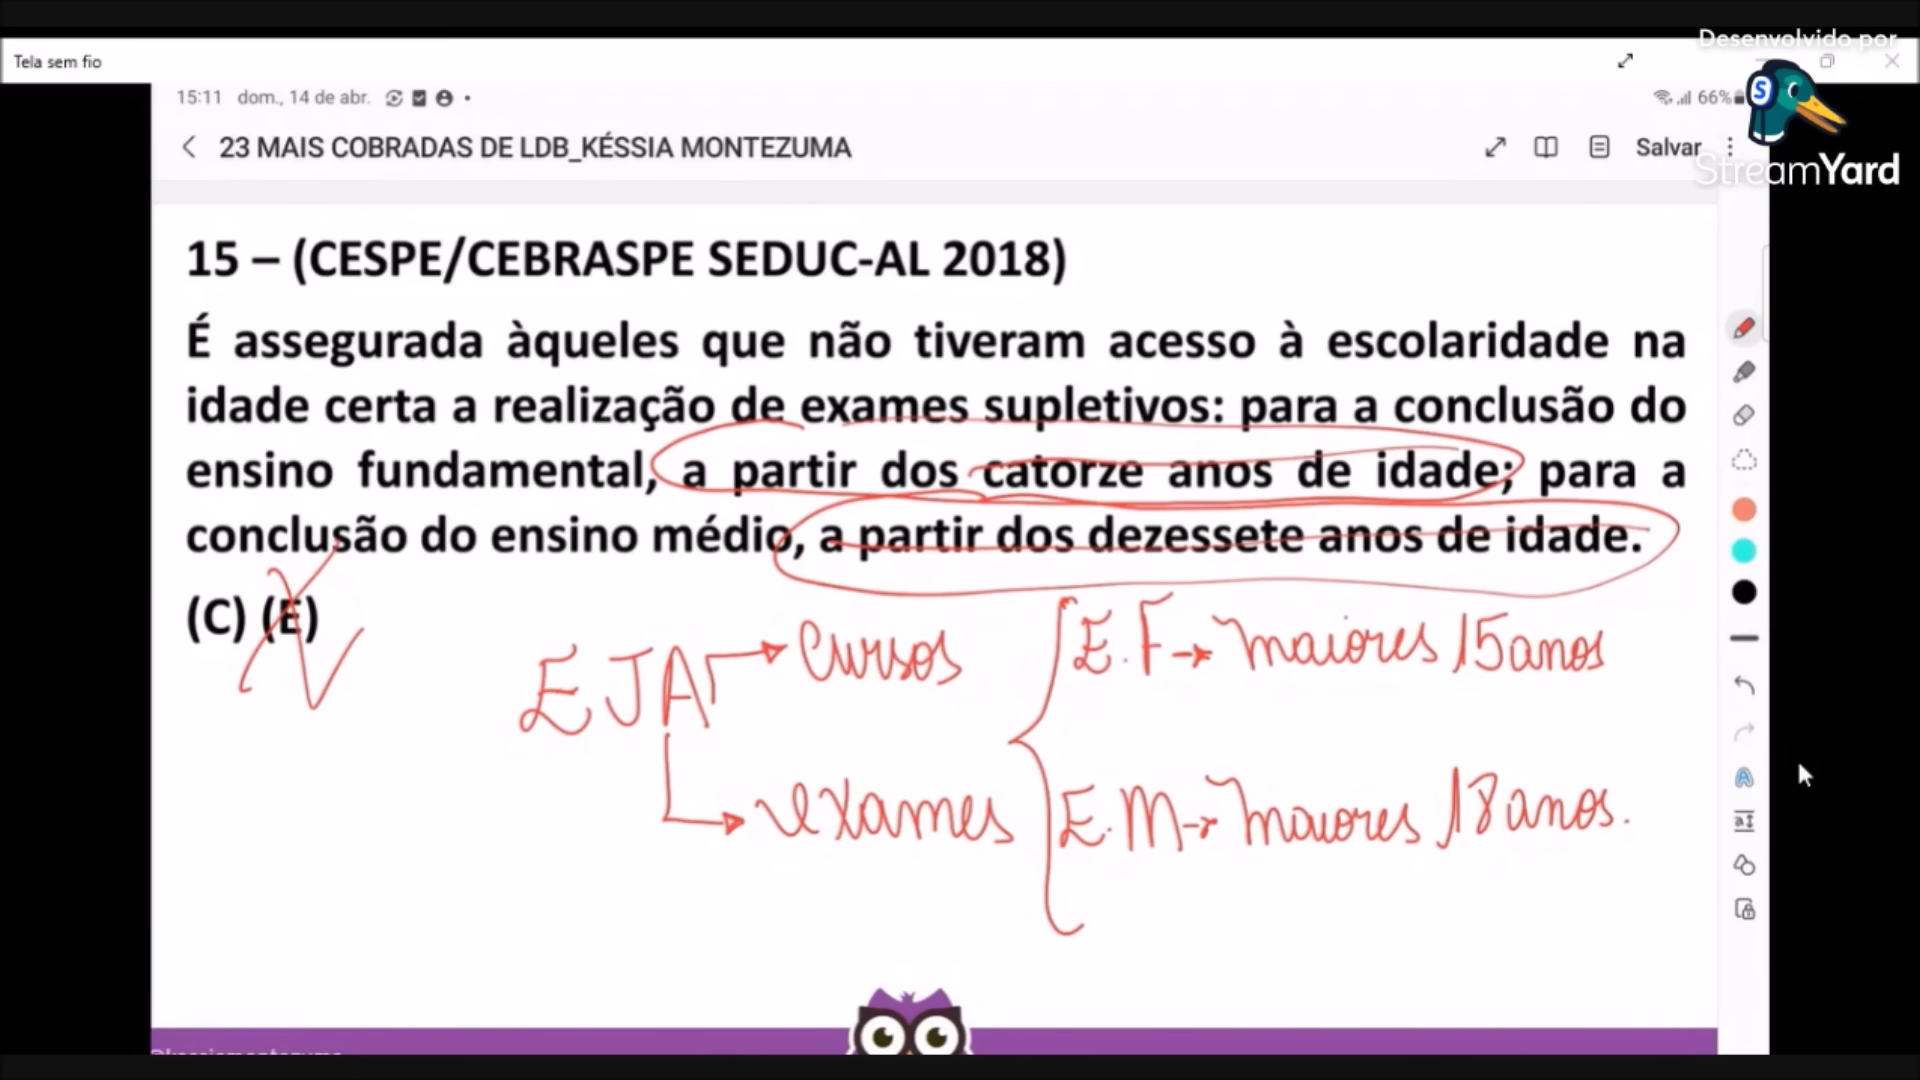 Desenvolvido por
Tela sem fio
15:11 dom., 14 de abr.
66%
23 MAIS COBRADAS DE LDB_KÉSSIA MONTEZUMA
Salvar
StreamYard
15 – (CESPE/CEBRASPE SEDUC-AL 2018)
É assegurada àqueles que não tiveram acesso à escolaridade na
idade certa a realização de exames supletivos: para a conclusão do
ensino fundamental, a partir dos catorze anos de idade; para a
conclusão do ensino médio, a partir dos dezessete anos de idade.
(C) (E)
EJA
Cursos
E.F → maiores 15 anos
exames
E.M → maiores 18 anos.